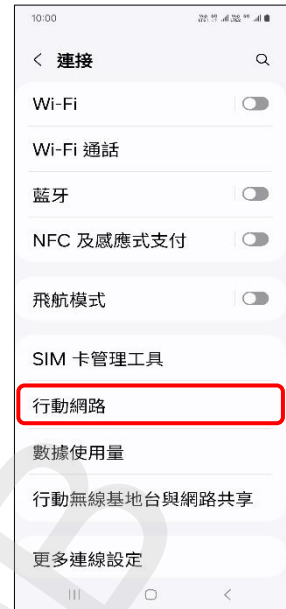 10:00
連接
Wi-Fi
Wi-Fi 通話
藍牙
NFC 及感應式支付
飛航模式
SIM 卡管理工具
行動網路
數據使用量
行動無線基地台與網路共享
更多連線設定